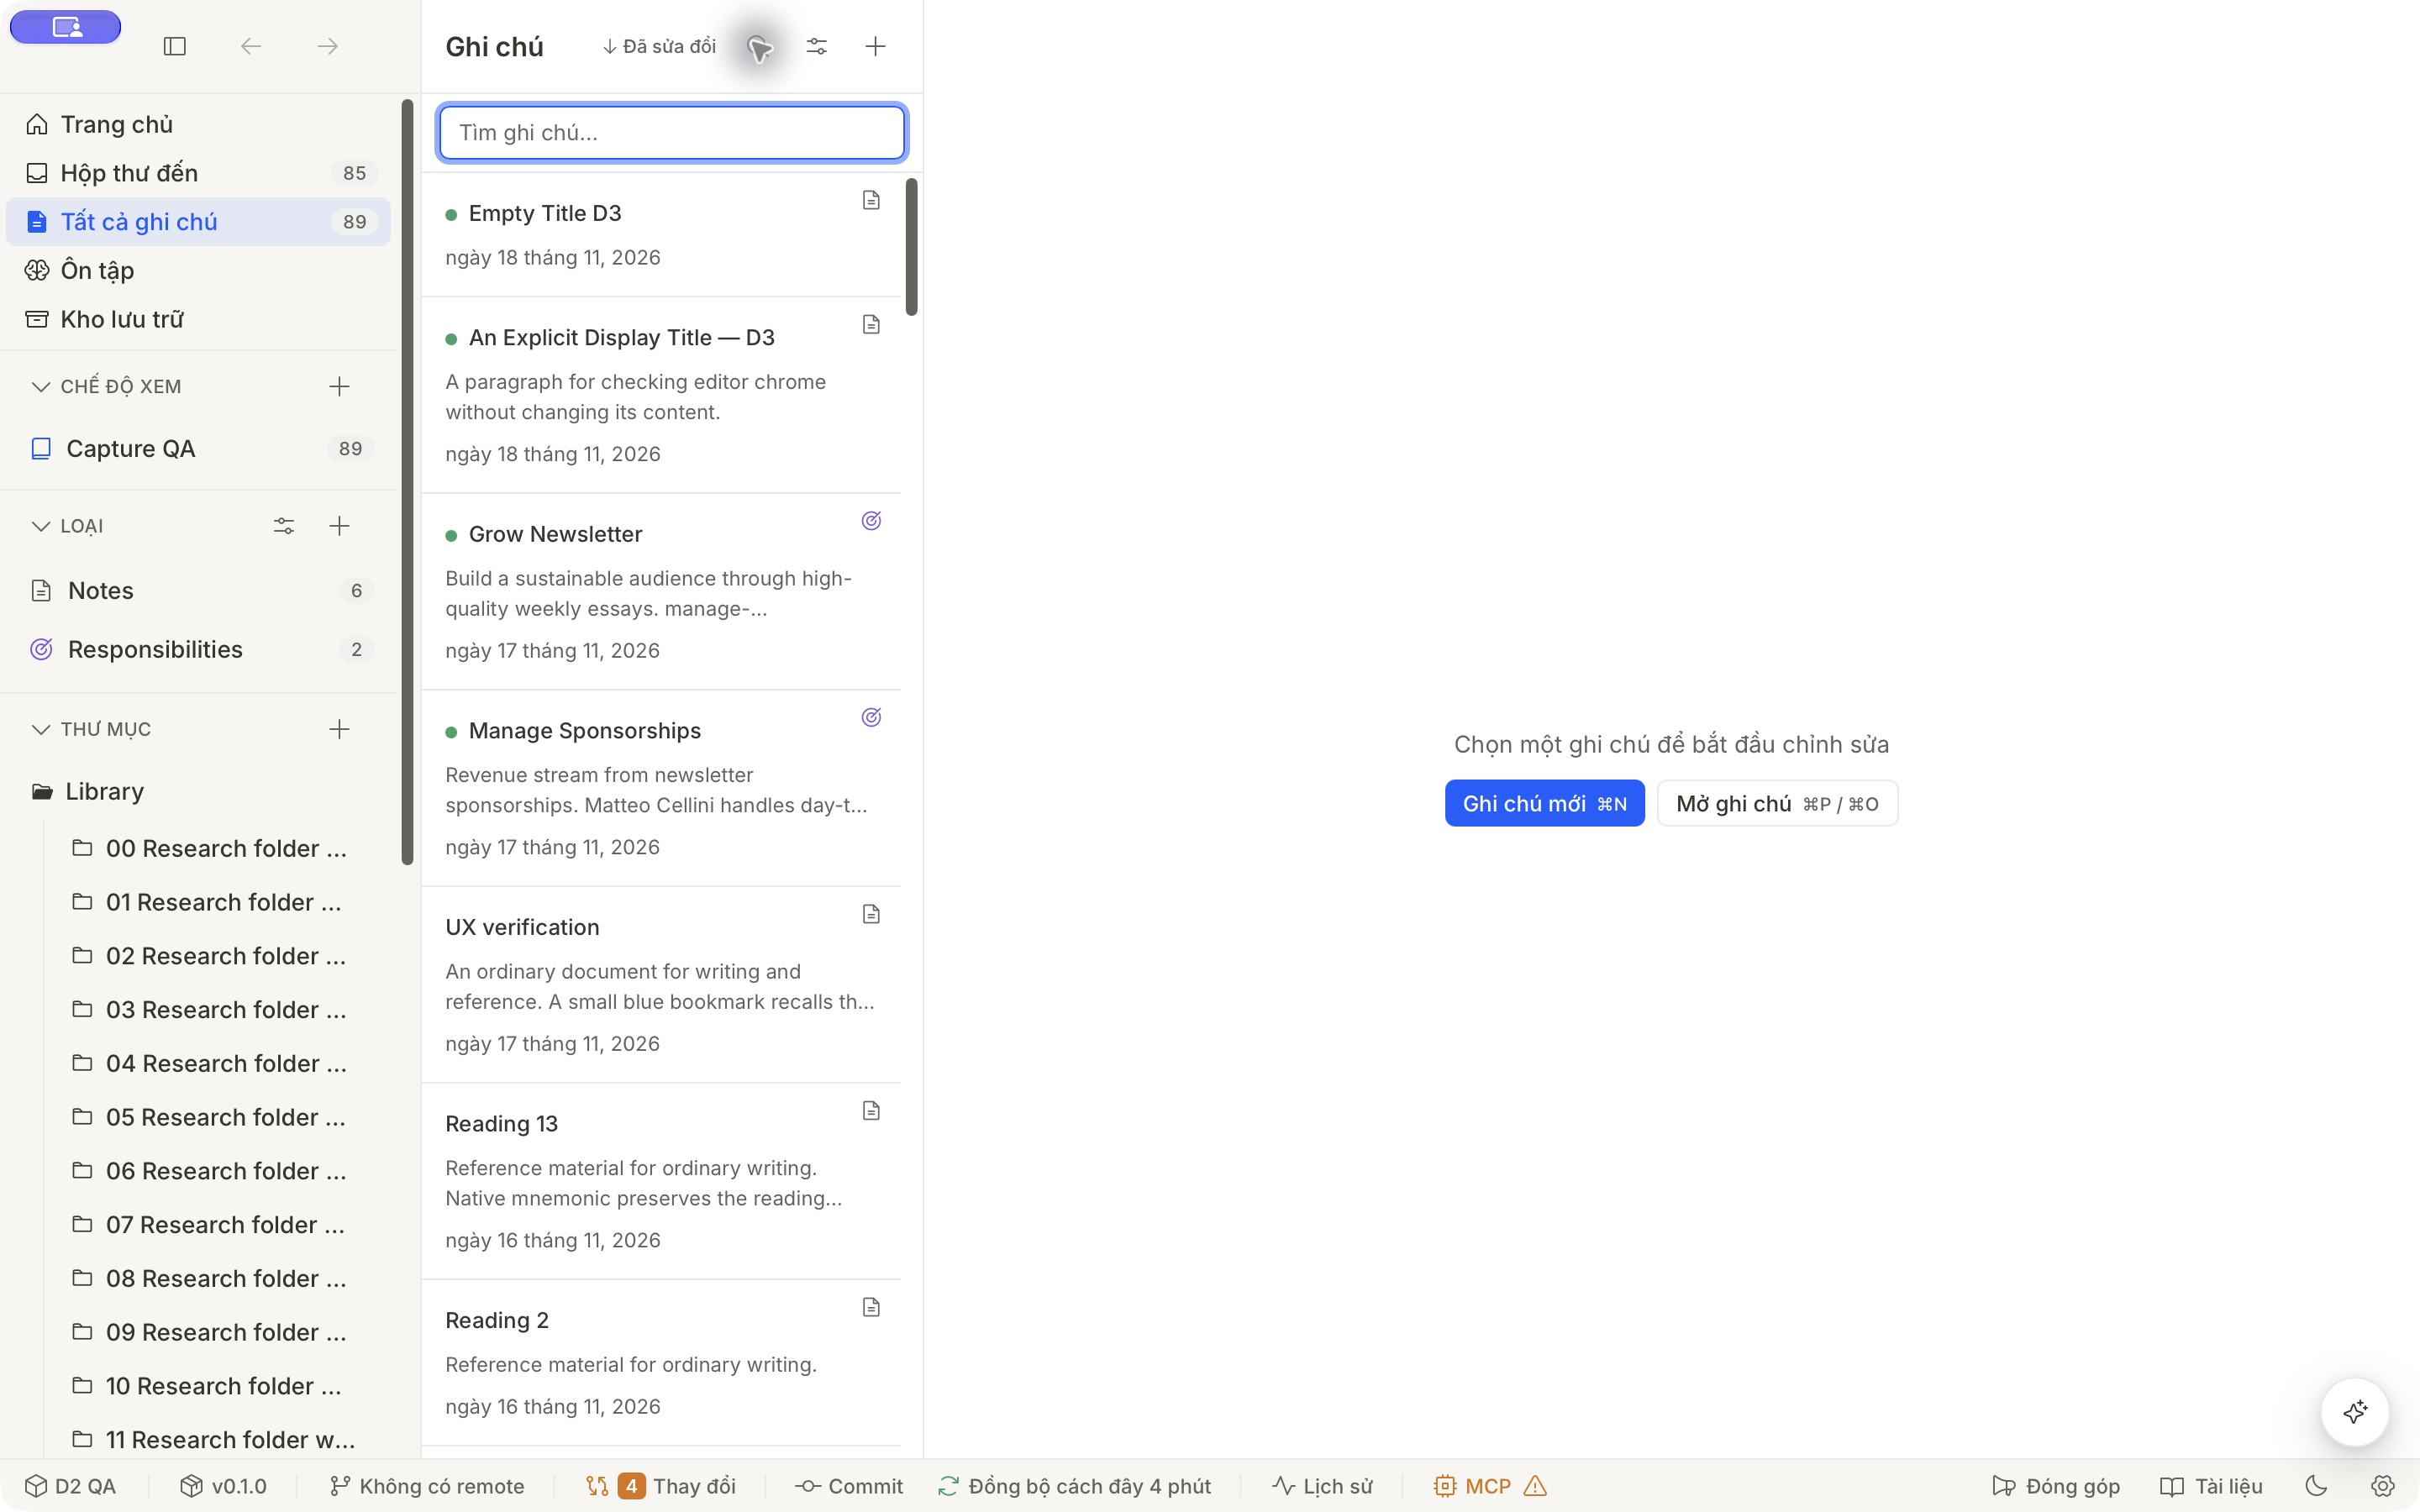 Trang chủ
Hộp thư đến 85
Tất cả ghi chú 89
Ôn tập
Kho lưu trữ
CHẾ ĐỘ XEM
Capture QA 89
LOẠI
Notes 6
Responsibilities 2
THƯ MỤC
Library
00 Research folder ...
01 Research folder ...
02 Research folder ...
03 Research folder ...
04 Research folder ...
05 Research folder ...
06 Research folder ...
07 Research folder ...
08 Research folder ...
09 Research folder ...
10 Research folder ...
11 Research folder w...
Ghi chú
Đã sửa đổi
Tìm ghi chú...
Empty Title D3
ngày 18 tháng 11, 2026
An Explicit Display Title — D3
A paragraph for checking editor chrome
without changing its content.
ngày 18 tháng 11, 2026
Grow Newsletter
Build a sustainable audience through high-
quality weekly essays. manage-...
ngày 17 tháng 11, 2026
Manage Sponsorships
Revenue stream from newsletter
sponsorships. Matteo Cellini handles day-t...
ngày 17 tháng 11, 2026
UX verification
An ordinary document for writing and
reference. A small blue bookmark recalls th...
ngày 17 tháng 11, 2026
Reading 13
Reference material for ordinary writing.
Native mnemonic preserves the reading...
ngày 16 tháng 11, 2026
Reading 2
Reference material for ordinary writing.
ngày 16 tháng 11, 2026
Chọn một ghi chú để bắt đầu chỉnh sửa
Ghi chú mới ⌘N
Mở ghi chú ⌘P / ⌘O
D2 QA
v0.1.0
Không có remote
4 Thay đổi
Commit
Đồng bộ cách đây 4 phút
Lịch sử
MCP
Đóng góp
Tài liệu